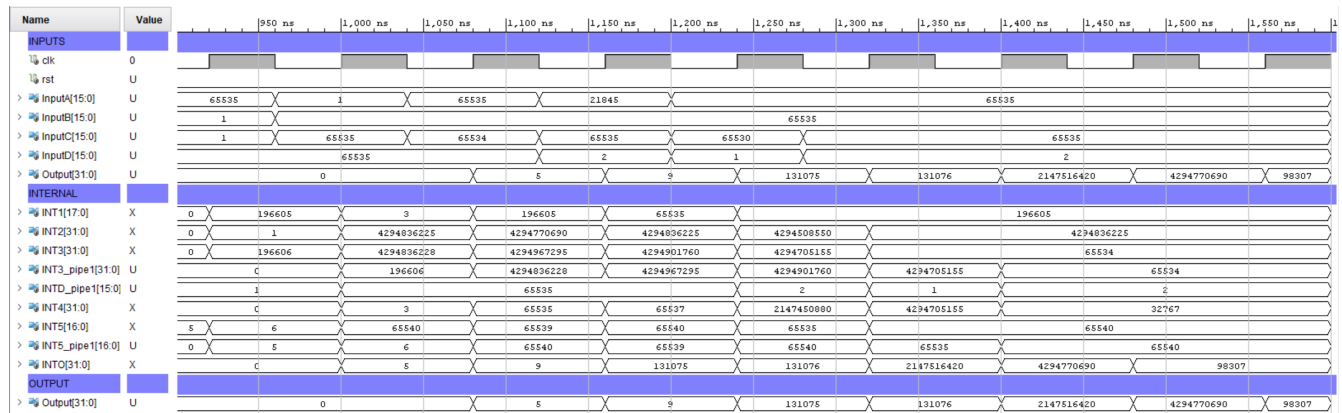 Name Value 950 ns 1,000 ns 1,050 ns 1,100 ns 1,150 ns 1,200 ns 1,250 ns 1,300 ns 1,350 ns 1,400 ns 1,450 ns 1,500 ns 1,550 ns
INPUTS
clk 0
rst U
InputA[15:0] U 65535 1 65535 21845 65535
InputB[15:0] U 1 65535
InputC[15:0] U 1 65535 65534 65535 65530 65535
InputD[15:0] U 65535 2 1 2
Output[31:0] U 0 5 9 131075 131076 2147516420 4294770690 98307
INTERNAL
INT1[17:0] X 0 196605 3 196605 65535 196605
INT2[31:0] X 0 1 4294836225 4294770690 4294836225 4294508550 4294836225
INT3[31:0] X 0 196606 4294836228 4294967295 4294901760 4294705155 65534
INT3_pipe1[31:0] U 0 196606 4294836228 4294967295 4294901760 4294705155 65534
INTD_pipe1[15:0] U 1 65535 2 1 2
INT4[31:0] X 0 3 65535 65537 2147450880 4294705155 32767
INT5[16:0] X 5 6 65540 65539 65540 65535 65540
INT5_pipe1[16:0] U 0 5 6 65540 65539 65540 65535 65540
INTO[31:0] X 0 5 9 131075 131076 2147516420 4294770690 98307
OUTPUT
Output[31:0] U 0 5 9 131075 131076 2147516420 4294770690 98307